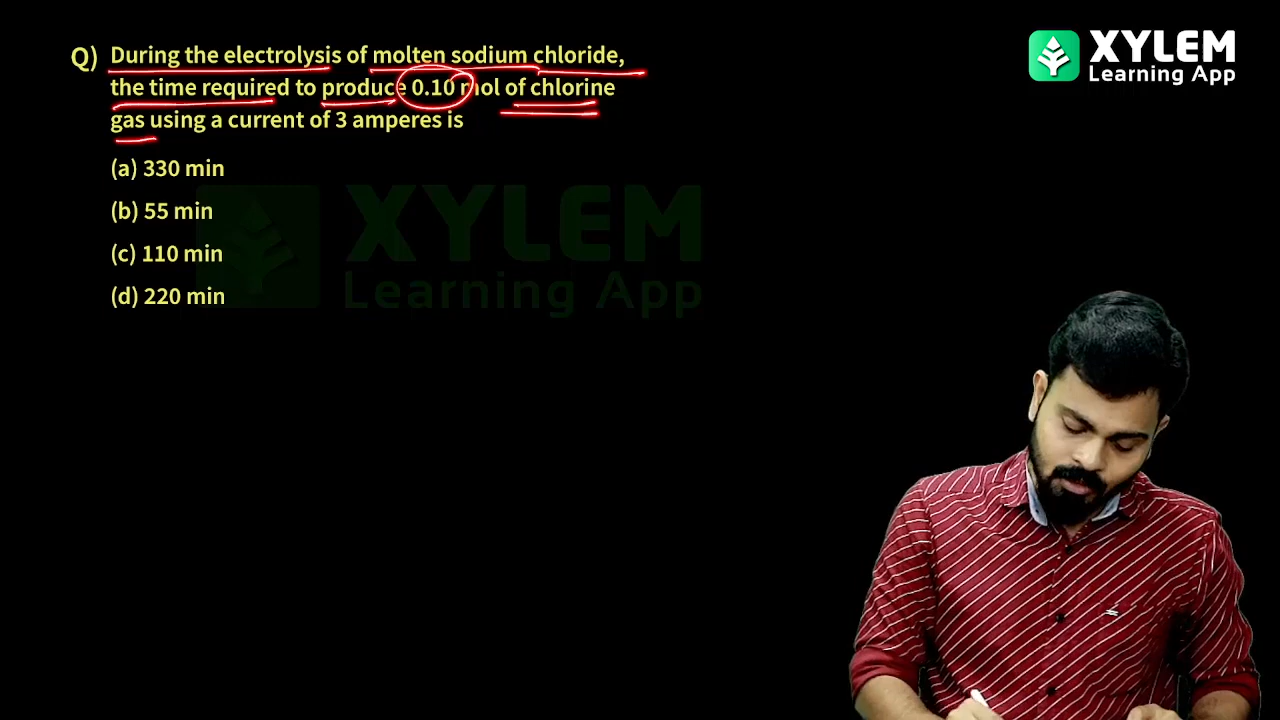 Q) During the electrolysis of molten sodium chloride,
the time required to produce 0.10 mol of chlorine
gas using a current of 3 amperes is
(a) 330 min
(b) 55 min
(c) 110 min
(d) 220 min
XYLEM
Learning App
XYLEM
Learning App